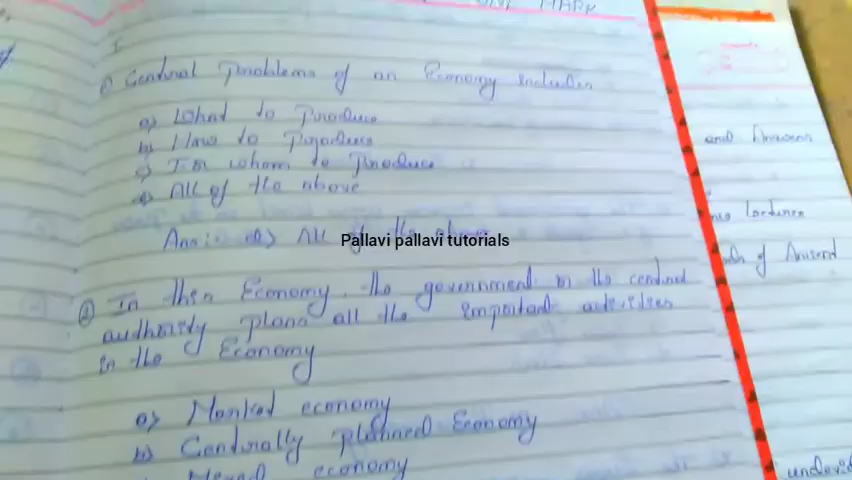 MARK
I
① Central Problems of an Economy includes
a) What to Produce
b) How to Produce
c) For whom to Produce
d) All of the above
Ans: d) All of the above
Pallavi pallavi tutorials
② In this Economy, the government or the central
authority plans all the important activities
in the Economy
a) Market economy
b) Centrally planned Economy
economy
and Answers
of